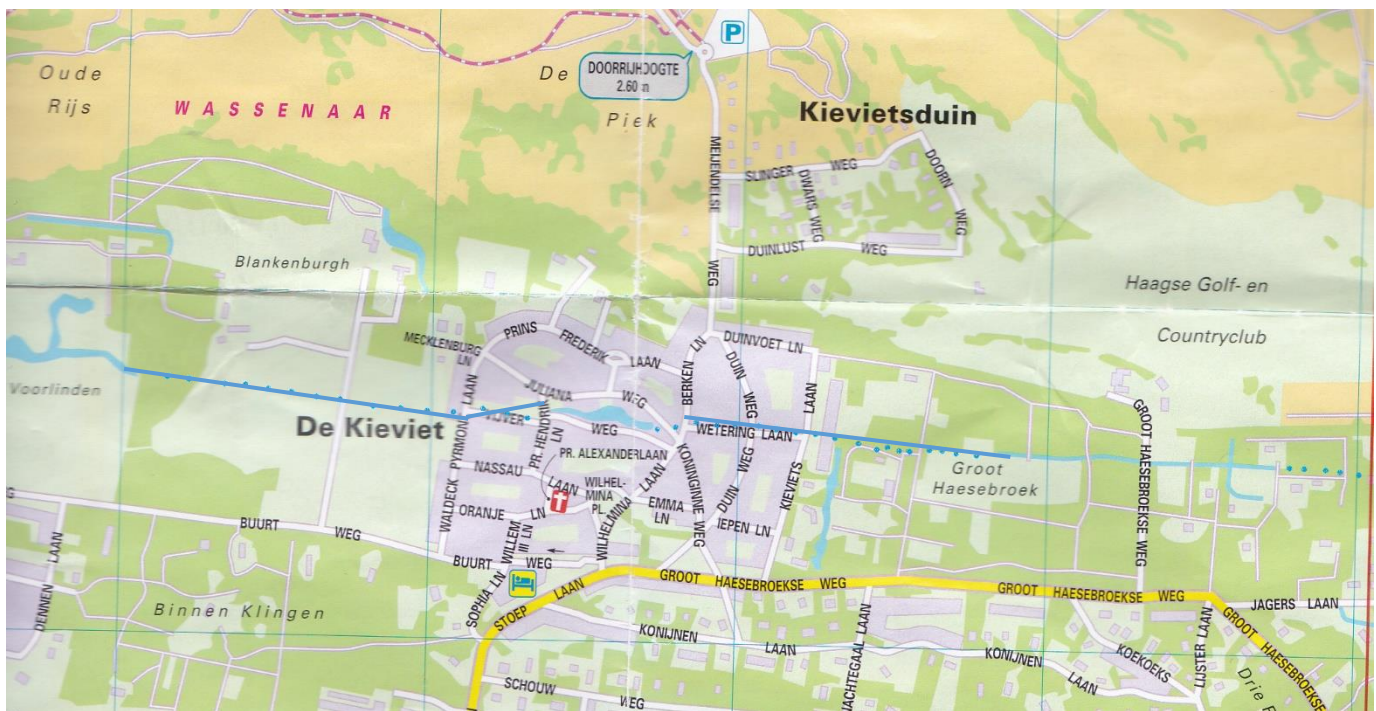 P
Oude
Rijs
WASSENAAR
De
Piek
DOORRIJHOOGTE
2.60 m
Kievietsduin
MEIJENDELSE
WEG
SLINGER WEG
DWARS WEG
DOORN
WEG
DUINLUST WEG
Blankenburgh
Haagse Golf- en
Countryclub
PRINS
FREDERIK
LAAN
MECKLENBURG
LN
BERKEN LN
DUINVOET LN
DUIN
WEG
LAAN
KIEVIETS
Voorlinden
De Kieviet
JULIANA
WEG
VIJVER
WEG
PR. HENDRIK
LN
LAAN
WALDECK PYRMON
WETERING LAAN
PR. ALEXANDERLAAN
NASSAU
LAAN
WILHEL-
MINA
PL.
ORANJE LN
WILHELMINA LAAN
EMMA
LN
KONINGINNE WEG
DUIN WEG
IEPEN LN
Groot
Haesebroek
GROOT HAESEBROEKSE WEG
G
BUURT WEG
BUURT WEG
WILLEM
III LN
SOPHIA LN
STOEP LAAN
GROOT HAESEBROEKSE WEG
GROOT HAESEBROEKSE WEG
JAGERS LAAN
GROOT HAESEBROEKSE
DENNEN LAAN
Binnen Klingen
KONIJNEN LAAN
KONIJNEN
LAAN
NACHTEGAAL LAAN
KOEKOEKS
LIJSTER LAAN
Drie
SCHOUW WEG